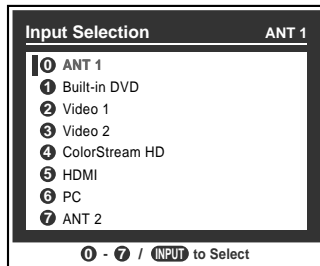 Input Selection ANT 1
0 ANT 1
1 Built-in DVD
2 Video 1
3 Video 2
4 ColorStream HD
5 HDMI
6 PC
7 ANT 2
0 - 7 / INPUT to Select